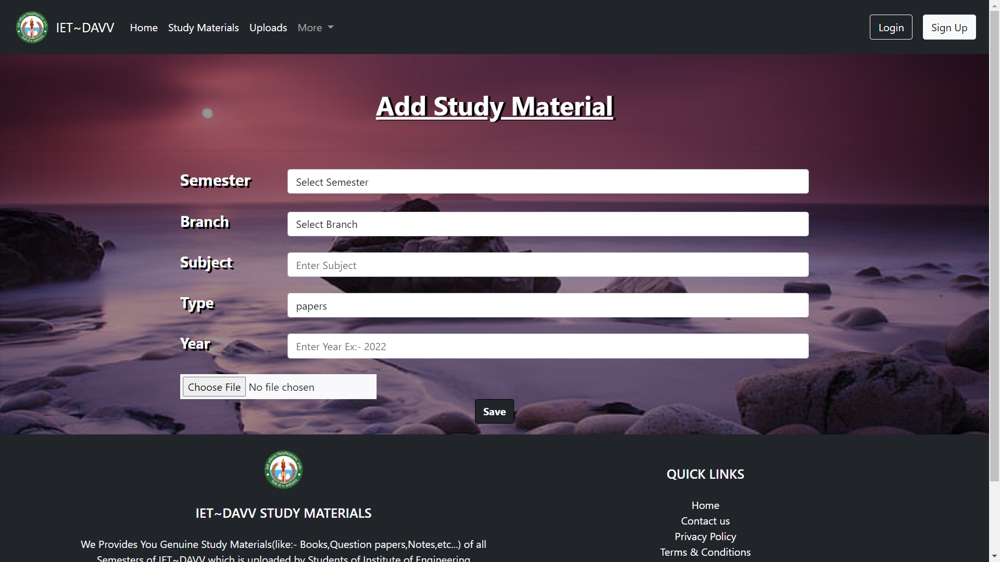 IET~DAVV Home Study Materials Uploads More Login Sign Up
Add Study Material
Semester Select Semester
Branch Select Branch
Subject Enter Subject
Type papers
Year Enter Year Ex:- 2022
Choose File No file chosen
Save
IET~DAVV STUDY MATERIALS
We Provides You Genuine Study Materials(like:- Books,Question papers,Notes,etc...) of all
Semesters of IET~DAVV which is uploaded by Students of Institute of Engineering
QUICK LINKS
Home
Contact us
Privacy Policy
Terms & Conditions